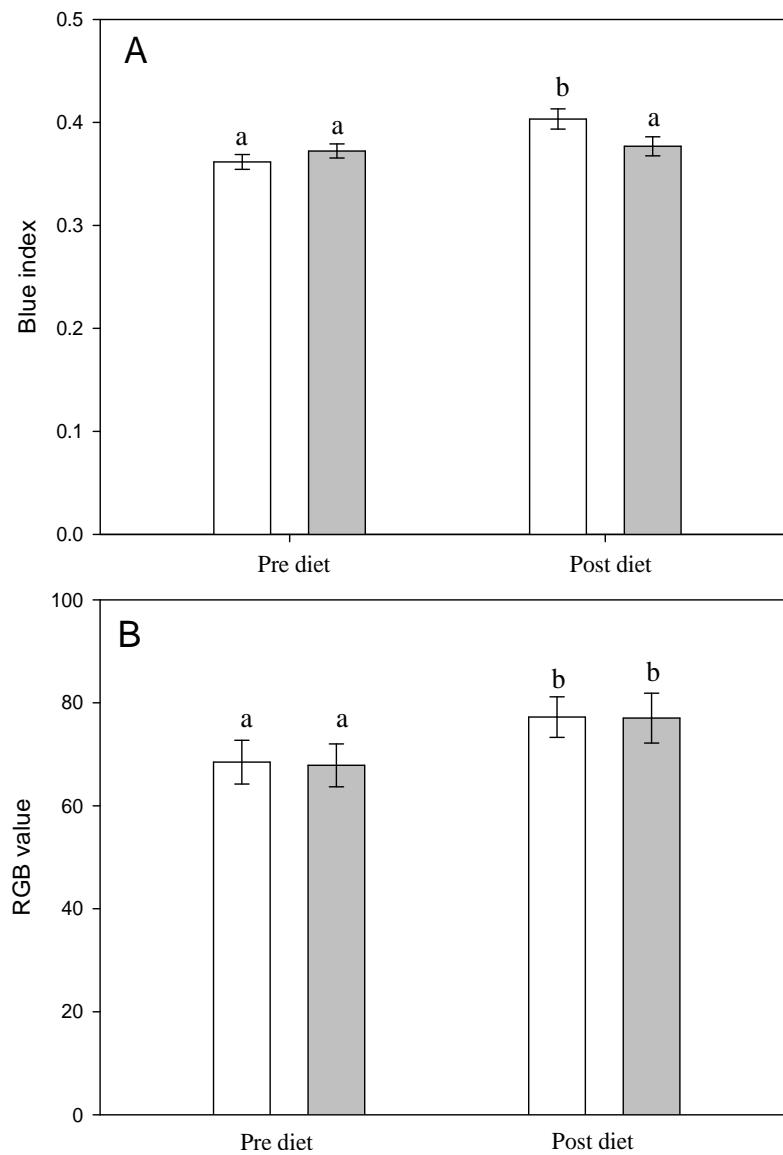 A
0.5
0.4
0.3
0.2
0.1
0.0
Blue index
a
a
b
a
Pre diet
Post diet
B
100
80
60
40
20
0
RGB value
a
a
b
b
Pre diet
Post diet